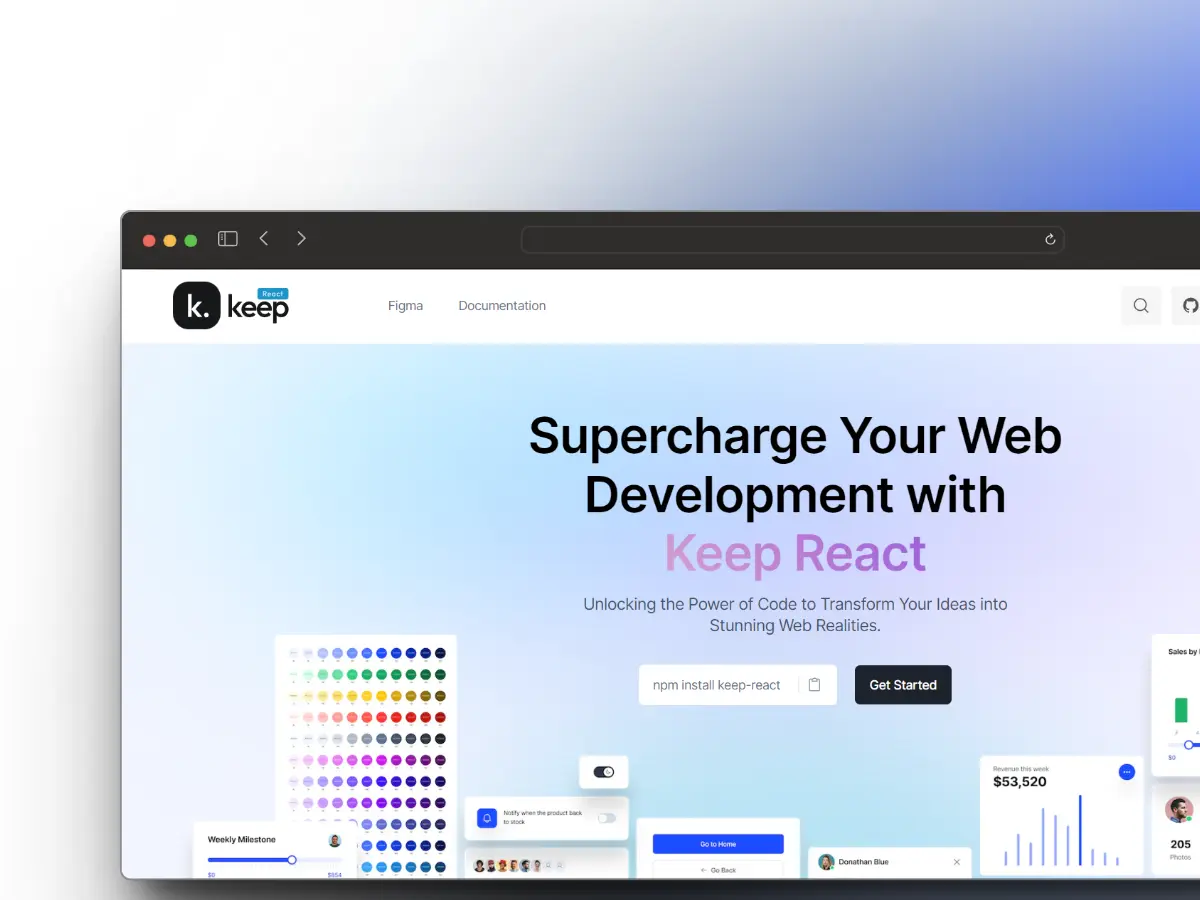 k.
keep
React
Figma
Documentation
Supercharge Your Web
Development with
Keep React
Unlocking the Power of Code to Transform Your Ideas into
Stunning Web Realities.
npm install keep-react
Get Started
Sales by
Revenue this week
$53,520
$0
Notify when the product back
to stock
Weekly Milestone
$0
$854
Go to Home
← Go Back
Donathan Blue
205
Photos